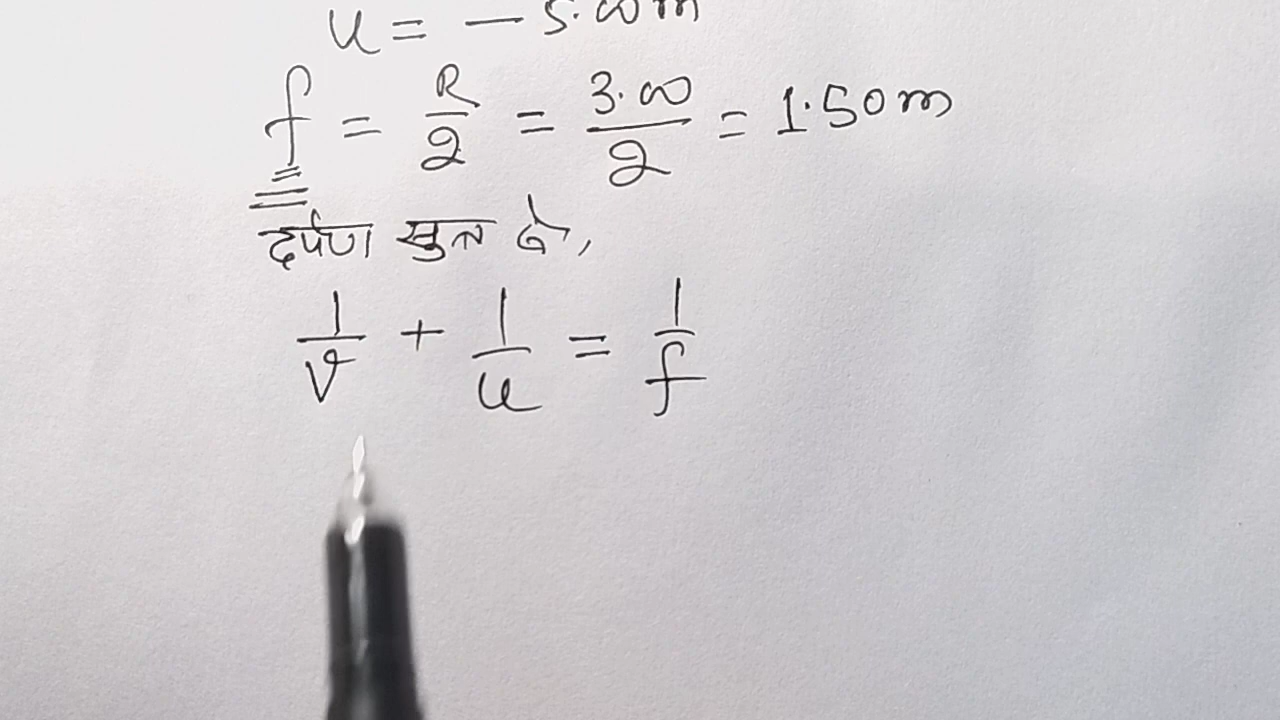 u = - 5.00m
f = R/2 = 3.00/2 = 1.50m
दर्पण सुत्र से,
1/v + 1/u = 1/f